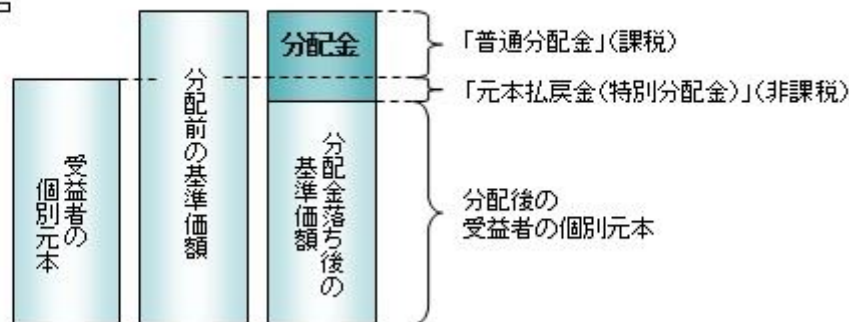 受益者の
個別元本
分配前の基準価額
分配金
分配金落ち後の
基準価額
「普通分配金」(課税)
「元本払戻金(特別分配金)」(非課税)
分配後の
受益者の個別元本